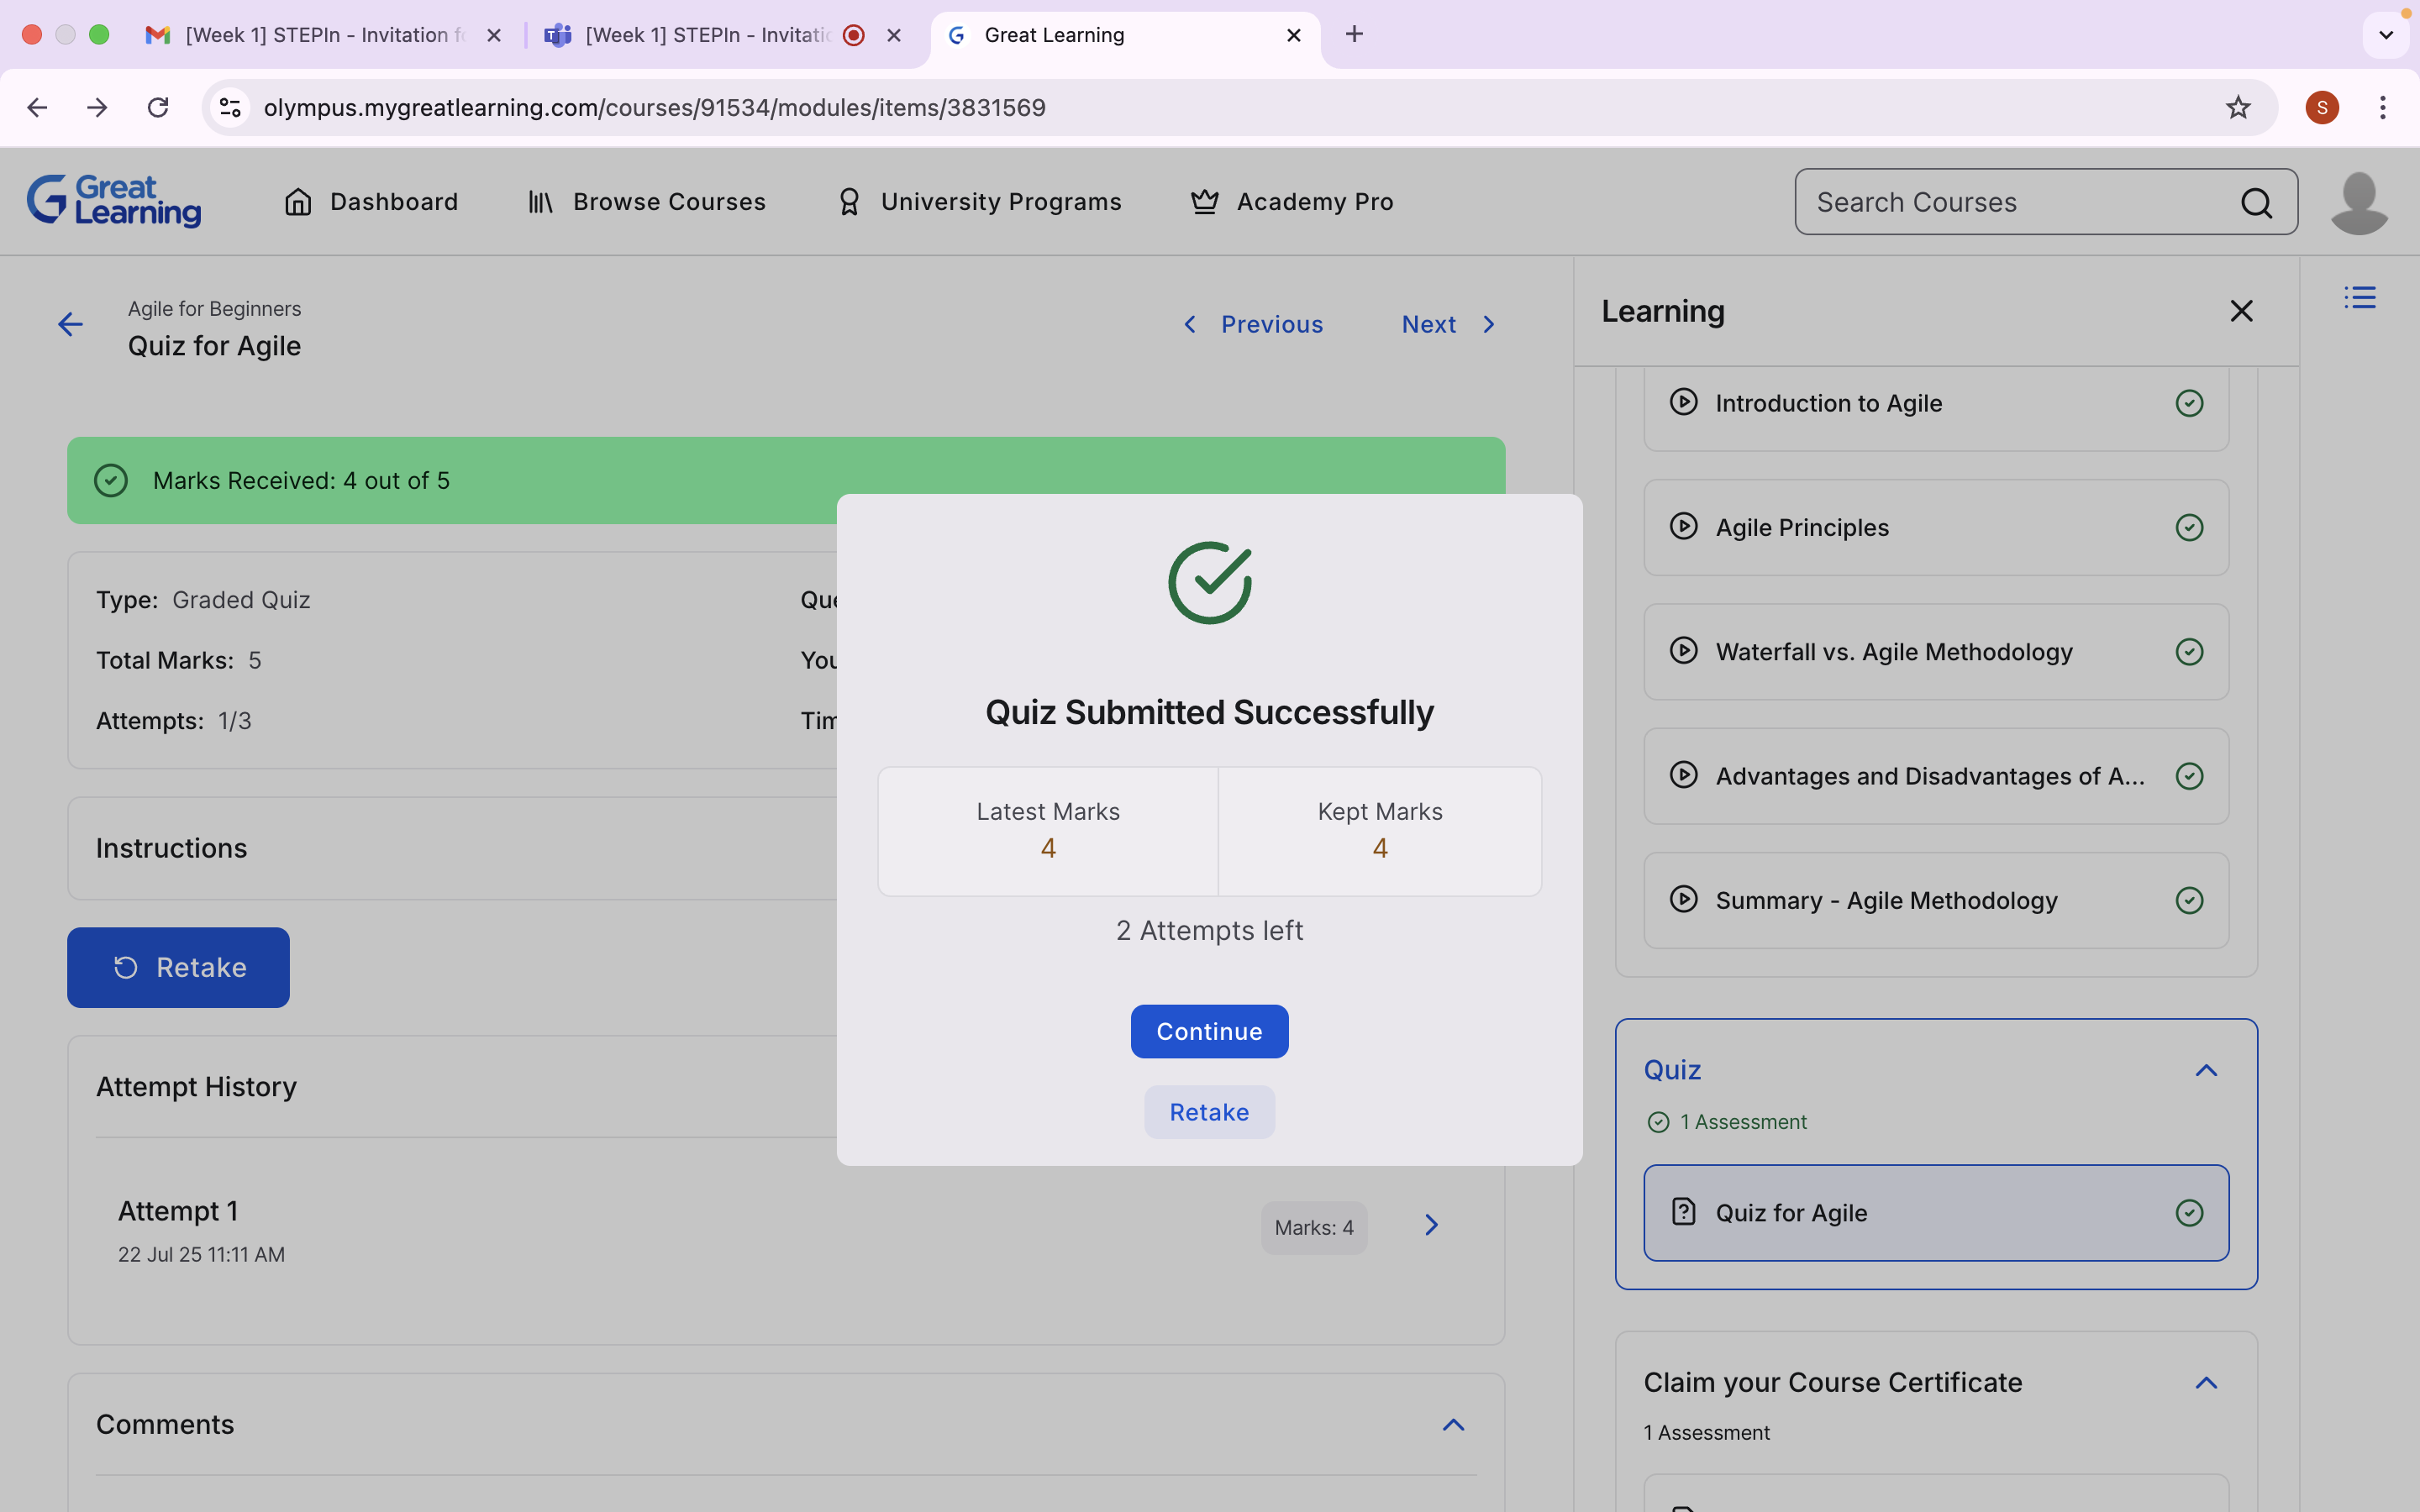 [Week 1] STEPIn - Invitation f
[Week 1] STEPIn - Invitati
Great Learning
olympus.mygreatlearning.com/courses/91534/modules/items/3831569
S
Great
Learning
Dashboard
Browse Courses
University Programs
Academy Pro
Search Courses
Agile for Beginners
Quiz for Agile
Previous
Next
Marks Received: 4 out of 5
Type: Graded Quiz
Que
Total Marks: 5
You
Attempts: 1/3
Tim
Instructions
Retake
Attempt History
Attempt 1
22 Jul 25 11:11 AM
Marks: 4
Comments
Quiz Submitted Successfully
Latest Marks
4
Kept Marks
4
2 Attempts left
Continue
Retake
Learning
Introduction to Agile
Agile Principles
Waterfall vs. Agile Methodology
Advantages and Disadvantages of A...
Summary - Agile Methodology
Quiz
1 Assessment
Quiz for Agile
Claim your Course Certificate
1 Assessment